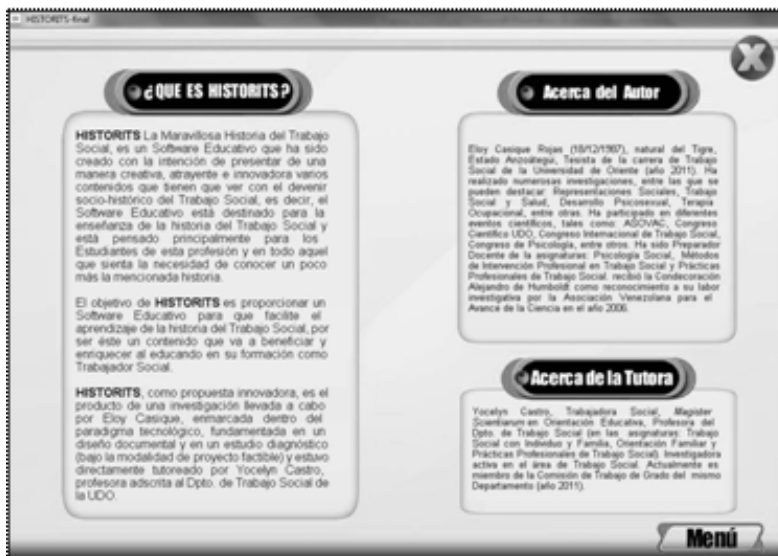 HISTORITS-final
¿QUE ES HISTORITS?
HISTORITS La Maravillosa Historia del Trabajo
Social, es un Software Educativo que ha sido
creado con la intención de presentar de una
manera creativa, atrayente e innovadora varios
contenidos que tienen que ver con el devenir
socio-histórico del Trabajo Social, es decir, el
Software Educativo está destinado para la
enseñanza de la historia del Trabajo Social y
está pensado principalmente para los
Estudiantes de esta profesión y en todo aquel
que sienta la necesidad de conocer un poco
más la mencionada historia.
El objetivo de HISTORITS es proporcionar un
Software Educativo para que facilite el
aprendizaje de la historia del Trabajo Social, por
ser éste un contenido que va a beneficiar y
enriquecer al educando en su formación como
Trabajador Social.
HISTORITS, como propuesta innovadora, es el
producto de una investigación llevada a cabo
por Eloy Casique, enmarcada dentro del
paradigma tecnológico, fundamentada en un
diseño documental y en un estudio diagnóstico
(bajo la modalidad de proyecto factible) y estuvo
directamente tutoreado por Yocelyn Castro,
profesora adscrita al Dpto. de Trabajo Social de
la UDO.
X
Acerca del Autor
Eloy Casique Rojas (18/12/1987), natural del Tigre,
Estado Anzoátegui, Tesista de la carrera de Trabajo
Social de la Universidad de Oriente (año 2011). Ha
realizado numerosas investigaciones, entre las que se
pueden destacar: Representaciones Sociales, Trabajo
Social y Salud, Desarrollo Psicosexual, Terapia
Ocupacional, entre otras. Ha participado en diferentes
eventos científicos, tales como: ASOVAC, Congreso
Científico UDO, Congreso Internacional de Trabajo Social,
Congreso de Psicología, entre otros. Ha sido Preparador
Docente de la asignaturas: Psicología Social, Métodos
de Intervención Profesional en Trabajo Social y Prácticas
Profesionales de Trabajo Social. recibió la Condecoración
Alejandro de Humboldt como reconocimiento a su labor
investigativa por la Asociación Venezolana para el
Avance de la Ciencia en el año 2006.
Acerca de la Tutora
Yocelyn Castro, Trabajadora Social, Magister
Scientiarum en Orientación Educativa, Profesora del
Dpto. de Trabajo Social (en las asignaturas: Trabajo
Social con Individuo y Familia, Orientación Familiar y
Prácticas Profesionales de Trabajo Social). Investigadora
activa en el área de Trabajo Social. Actualmente es
miembro de la Comisión de Trabajo de Grado del mismo
Departamento (año 2011).
Menú